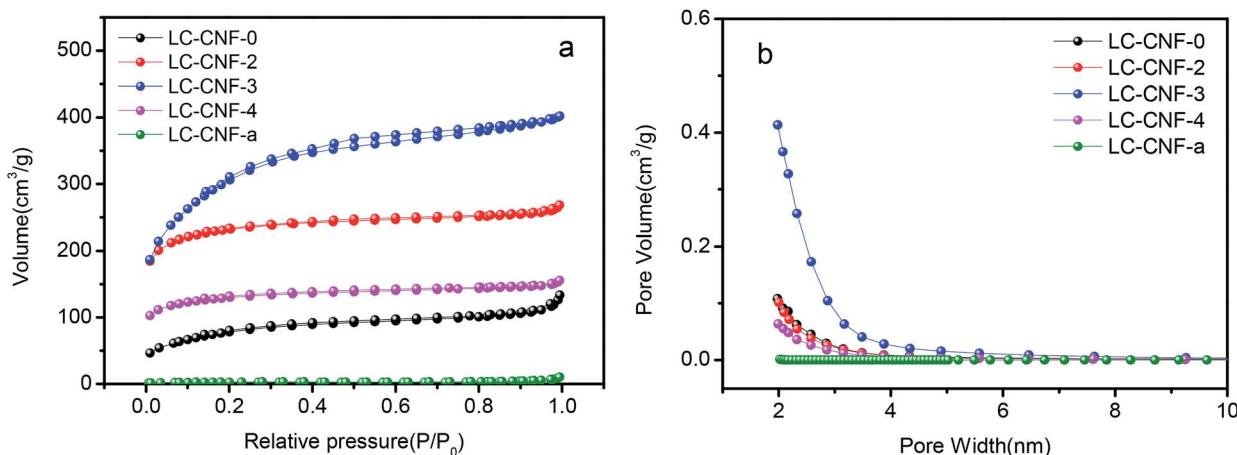 a
LC-CNF-0
LC-CNF-2
LC-CNF-3
LC-CNF-4
LC-CNF-a
500
400
300
200
100
0
0.0 0.2 0.4 0.6 0.8 1.0
Volume(cm³/g)
Relative pressure(P/P₀)
b
LC-CNF-0
LC-CNF-2
LC-CNF-3
LC-CNF-4
LC-CNF-a
0.6
0.4
0.2
0.0
2 4 6 8 10
Pore Volume(cm³/g)
Pore Width(nm)